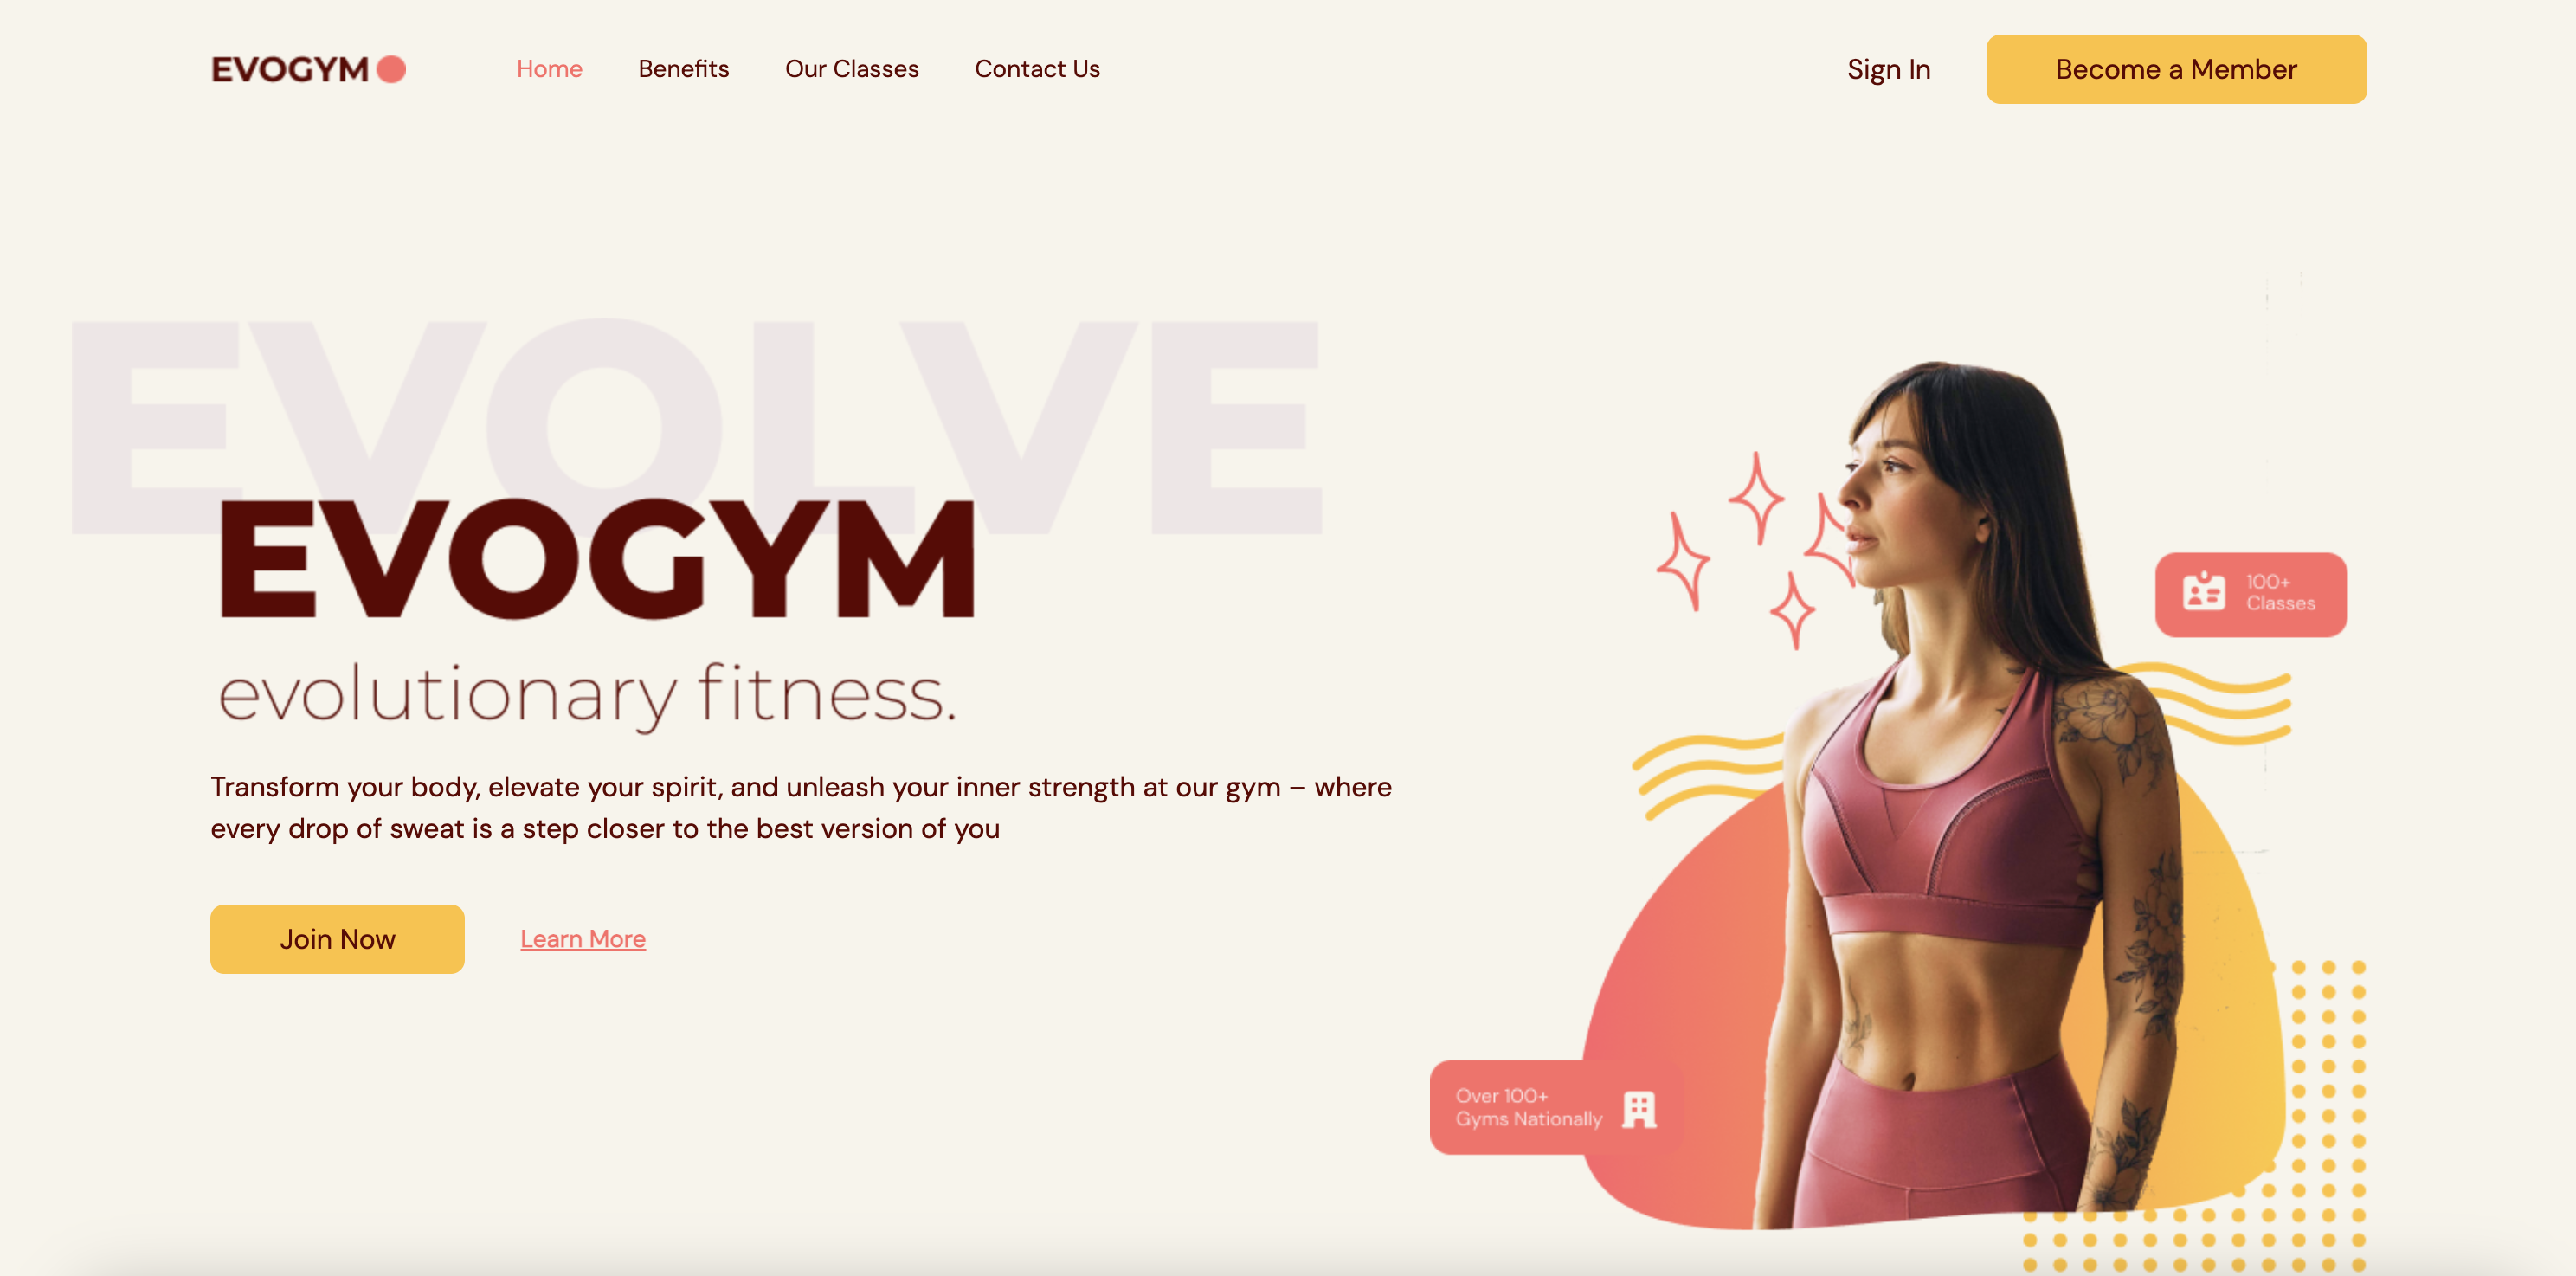 EVOGYM
Home
Benefits
Our Classes
Contact Us
Sign In
Become a Member
EVOLVE
EVOGYM
evolutionary fitness.
Transform your body, elevate your spirit, and unleash your inner strength at our gym – where
every drop of sweat is a step closer to the best version of you
Join Now
Learn More
100+
Classes
Over 100+
Gyms Nationally